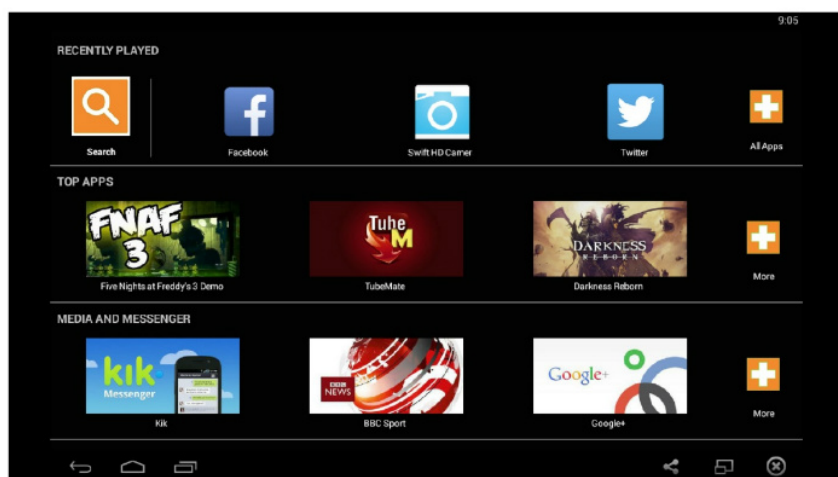 9:05
RECENTLY PLAYED
Search
Facebook
Swift HD Camer
Twitter
All Apps
TOP APPS
FNAF
3
Tube
M
DARKNESS
REBORN
Five Nights at Freddy's 3 Demo
TubeMate
Darkness Reborn
More
MEDIA AND MESSENGER
kik
Messenger
BBC
NEWS
Google+
Kik
BBC Sport
Google+
More